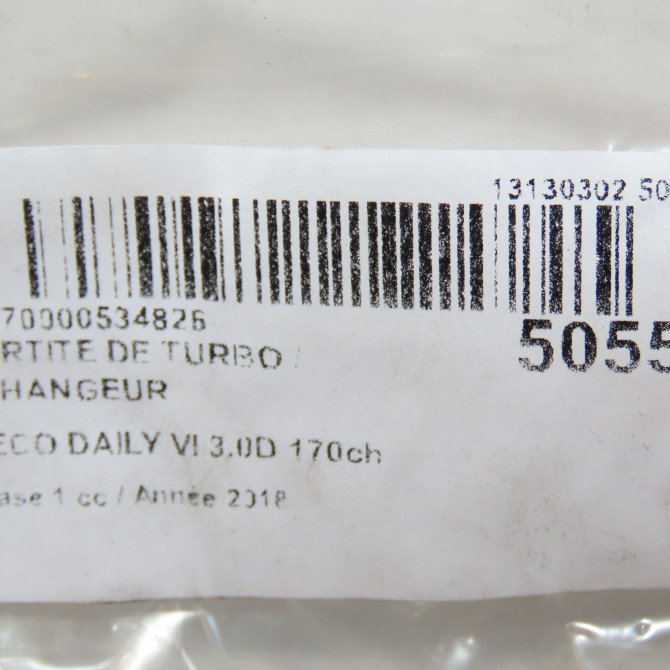 13130302 50
70000534826
5055
RTITE DE TURBO /
HANGEUR
ECO DAILY VI 3.0D 170ch
ase 1 cc / Année 2018